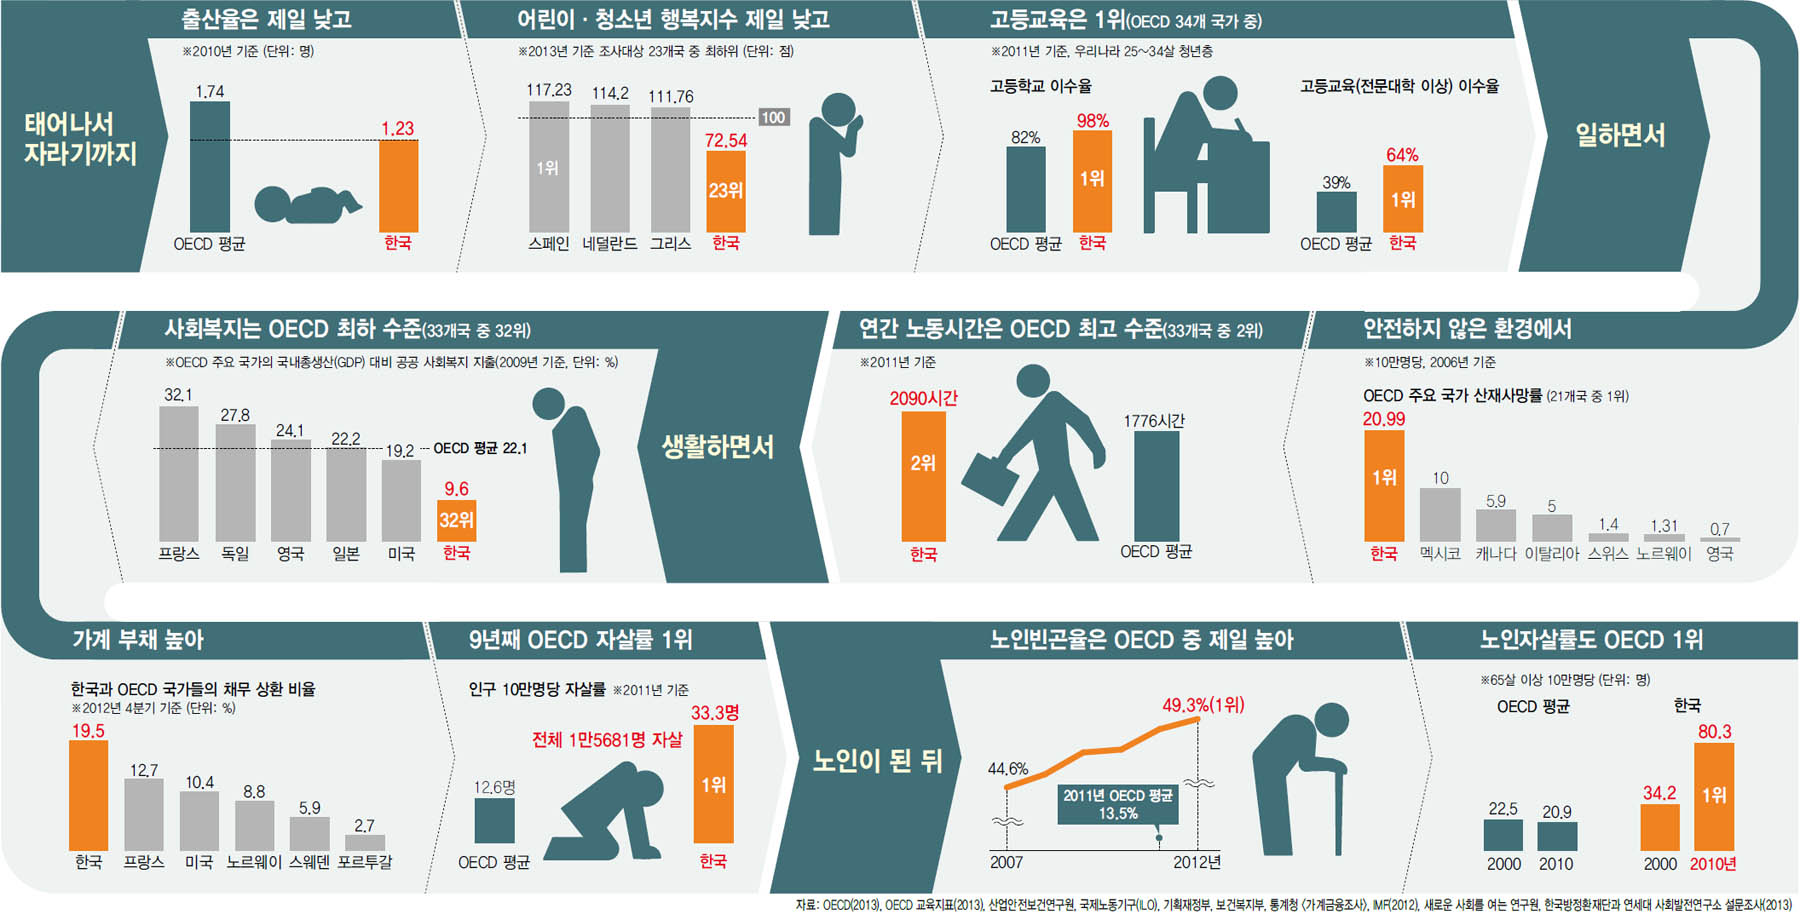 태어나서
자라기까지
출산율은 제일 낮고
※2010년 기준 (단위: 명)
1.74
1.23
OECD 평균
한국
어린이 · 청소년 행복지수 제일 낮고
※2013년 기준 조사대상 23개국 중 최하위 (단위: 점)
117.23
114.2
111.76
100
72.54
1위
23위
스페인
네덜란드
그리스
한국
고등교육은 1위(OECD 34개 국가 중)
※2011년 기준, 우리나라 25~34살 청년층
고등학교 이수율
82%
98%
1위
OECD 평균
한국
고등교육(전문대학 이상) 이수율
39%
64%
1위
OECD 평균
한국
일하면서
안전하지 않은 환경에서
※10만명당, 2006년 기준
OECD 주요 국가 산재사망률 (21개국 중 1위)
20.99
1위
10
5.9
5
1.4
1.31
0.7
한국
멕시코
캐나다
이탈리아
스위스
노르웨이
영국
연간 노동시간은 OECD 최고 수준(33개국 중 2위)
※2011년 기준
2090시간
2위
1776시간
한국
OECD 평균
생활하면서
사회복지는 OECD 최하 수준(33개국 중 32위)
※OECD 주요 국가의 국내총생산(GDP) 대비 공공 사회복지 지출(2009년 기준, 단위: %)
32.1
27.8
24.1
22.2
19.2
OECD 평균 22.1
9.6
32위
프랑스
독일
영국
일본
미국
한국
가계 부채 높아
한국과 OECD 국가들의 채무 상환 비율
※2012년 4분기 기준 (단위: %)
19.5
12.7
10.4
8.8
5.9
2.7
한국
프랑스
미국
노르웨이
스웨덴
포르투갈
9년째 OECD 자살률 1위
인구 10만명당 자살률 ※2011년 기준
33.3명
전체 1만5681명 자살
12.6명
1위
OECD 평균
한국
노인이 된 뒤
노인빈곤율은 OECD 중 제일 높아
49.3%(1위)
44.6%
2011년 OECD 평균
13.5%
2007
2012년
노인자살률도 OECD 1위
※65살 이상 10만명당 (단위: 명)
OECD 평균
한국
22.5
20.9
34.2
80.3
1위
2000
2010
2000
2010년
자료: OECD(2013), OECD 교육지표(2013), 산업안전보건연구원, 국제노동기구(ILO), 기획재정부, 보건복지부, 통계청 〈가계금융조사〉, IMF(2012), 새로운 사회를 여는 연구원, 한국방정환재단과 연세대 사회발전연구소 설문조사(2013)